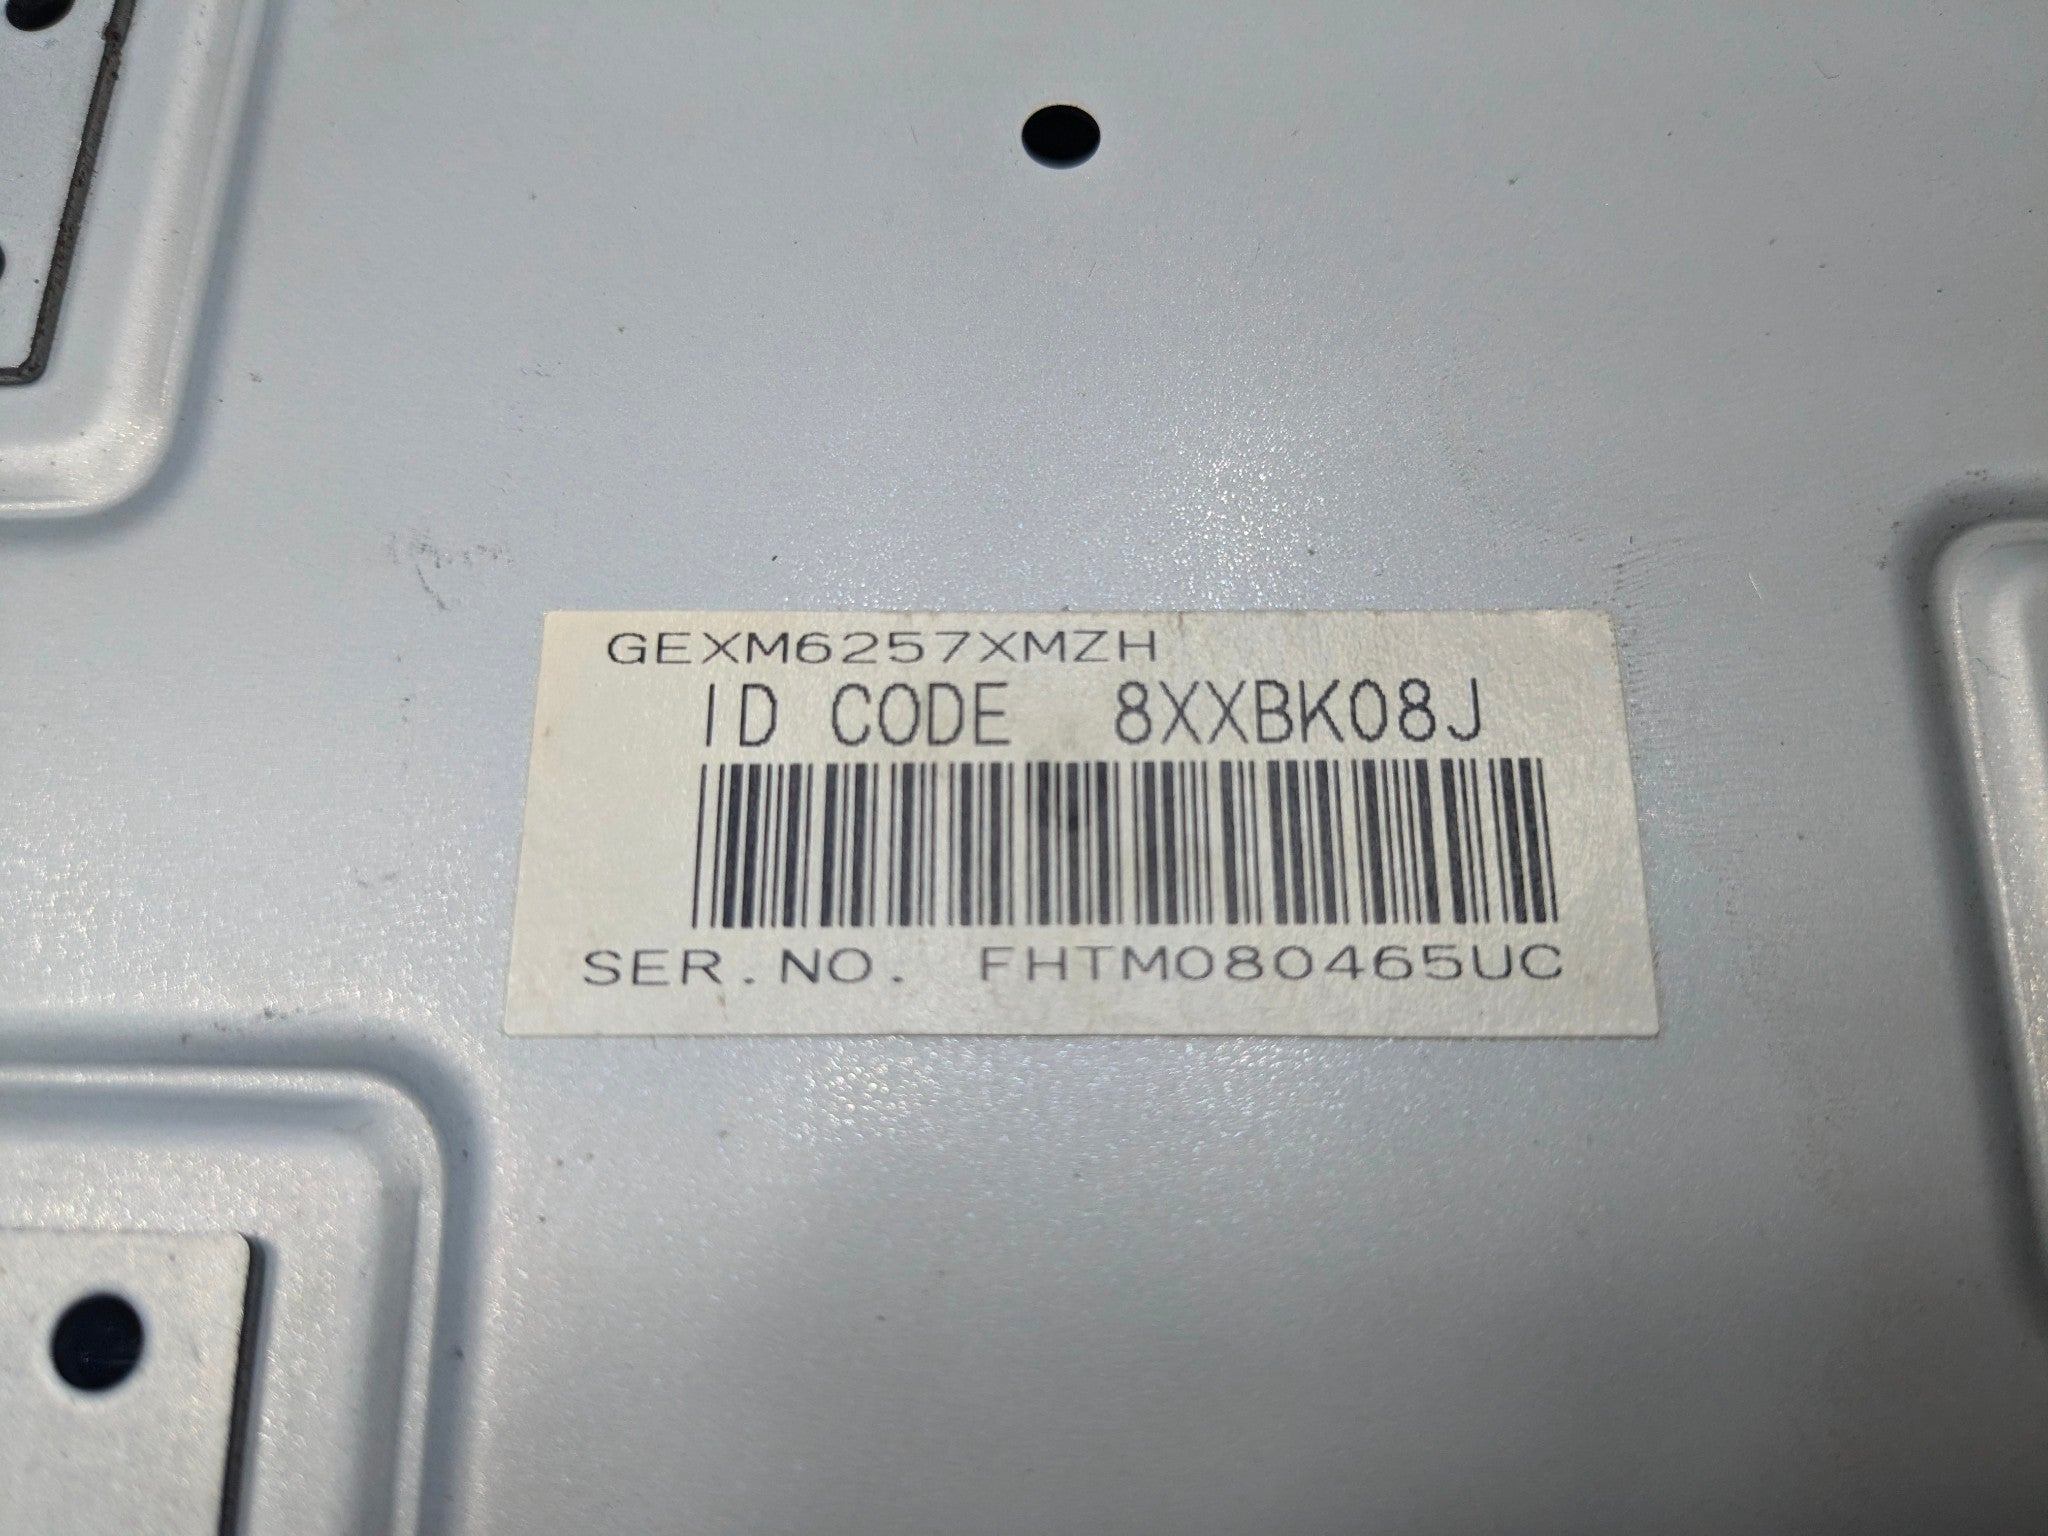 GEXM6257XMZH
ID CODE 8XXBK08J
SER.NO. FHTM080465UC